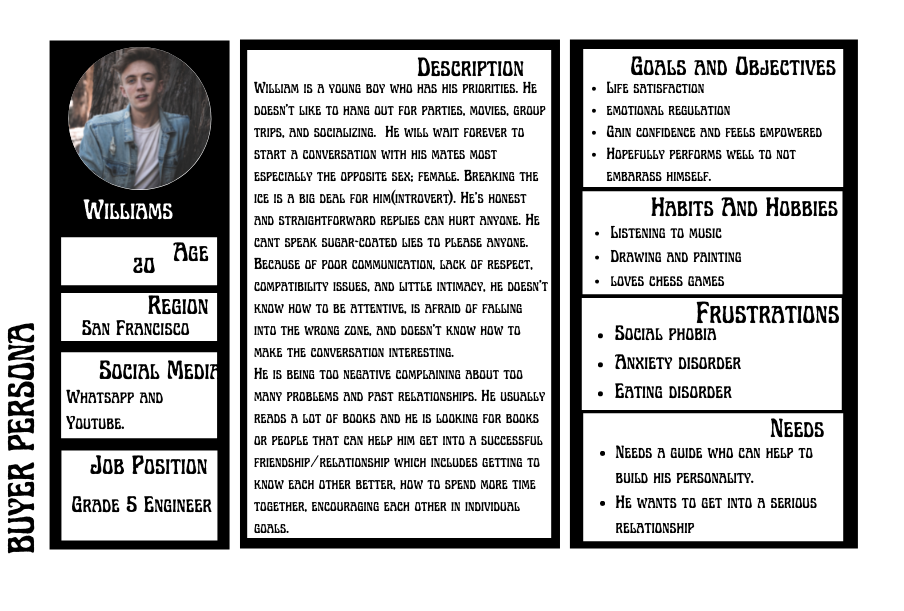 BUYER PERSONA
Williams
Age
20
Region
San Francisco
Social Media
Whatsapp and
Youtube.
Job Position
Grade 5 Engineer
Description
William is a young boy who has his priorities. He
doesn't like to hang out for parties, movies, group
trips, and socializing. He will wait forever to
start a conversation with his mates most
especially the opposite sex; female. Breaking the
ice is a big deal for him(introvert). He's honest
and straightforward replies can hurt anyone. He
cant speak sugar-coated lies to please anyone.
Because of poor communication, lack of respect,
compatibility issues, and little intimacy, he doesn't
know how to be attentive, is afraid of falling
into the wrong zone, and doesn't know how to
make the conversation interesting.
He is being too negative complaining about too
many problems and past relationships. He usually
reads a lot of books and he is looking for books
or people that can help him get into a successful
friendship/relationship which includes getting to
know each other better, how to spend more time
together, encouraging each other in individual
goals.
Goals and Objectives
• Life satisfaction
• emotional regulation
• Gain confidence and feels empowered
• Hopefully performs well to not
embarass himself.
Habits And Hobbies
• Listening to music
• Drawing and painting
• loves chess games
Frustrations
• Social phobia
• Anxiety disorder
• Eating disorder
Needs
• Needs a guide who can help to
build his personality.
• He wants to get into a serious
relationship